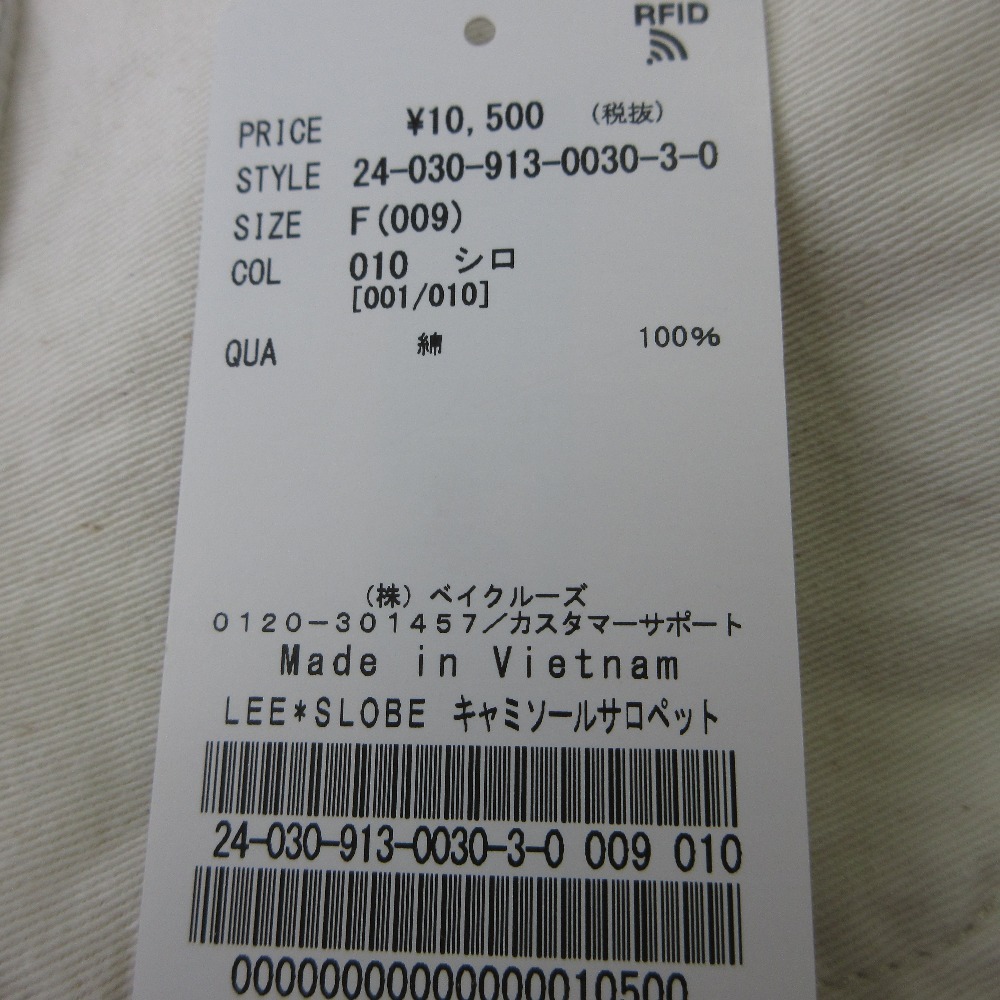 RFID
PRICE ¥10,500 (税抜)
STYLE 24-030-913-0030-3-0
SIZE F(009)
COL 010 シロ
[001/010]
QUA 綿 100%
(株)ベイクルーズ
0120-301457/カスタマーサポート
Made in Vietnam
LEE*SLOBE キャミソールサロペット
24-030-913-0030-3-0 009 010
00000000000000010500